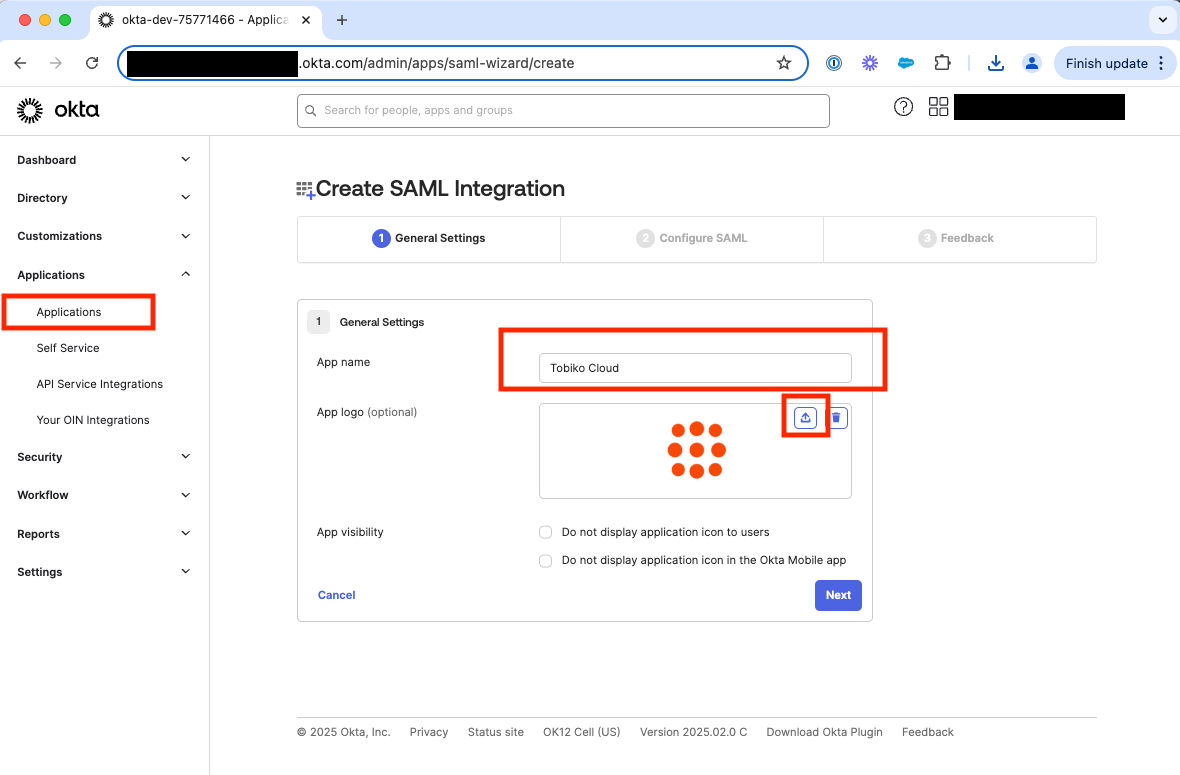 okta-dev-75771466 - Applica
.okta.com/admin/apps/saml-wizard/create
Finish update
okta
Search for people, apps and groups
Dashboard
Directory
Customizations
Applications
Applications
Self Service
API Service Integrations
Your OIN Integrations
Security
Workflow
Reports
Settings
Create SAML Integration
1 General Settings
2 Configure SAML
3 Feedback
1 General Settings
App name
Tobiko Cloud
App logo (optional)
App visibility
Do not display application icon to users
Do not display application icon in the Okta Mobile app
Cancel
Next
© 2025 Okta, Inc. Privacy Status site OK12 Cell (US) Version 2025.02.0 C Download Okta Plugin Feedback